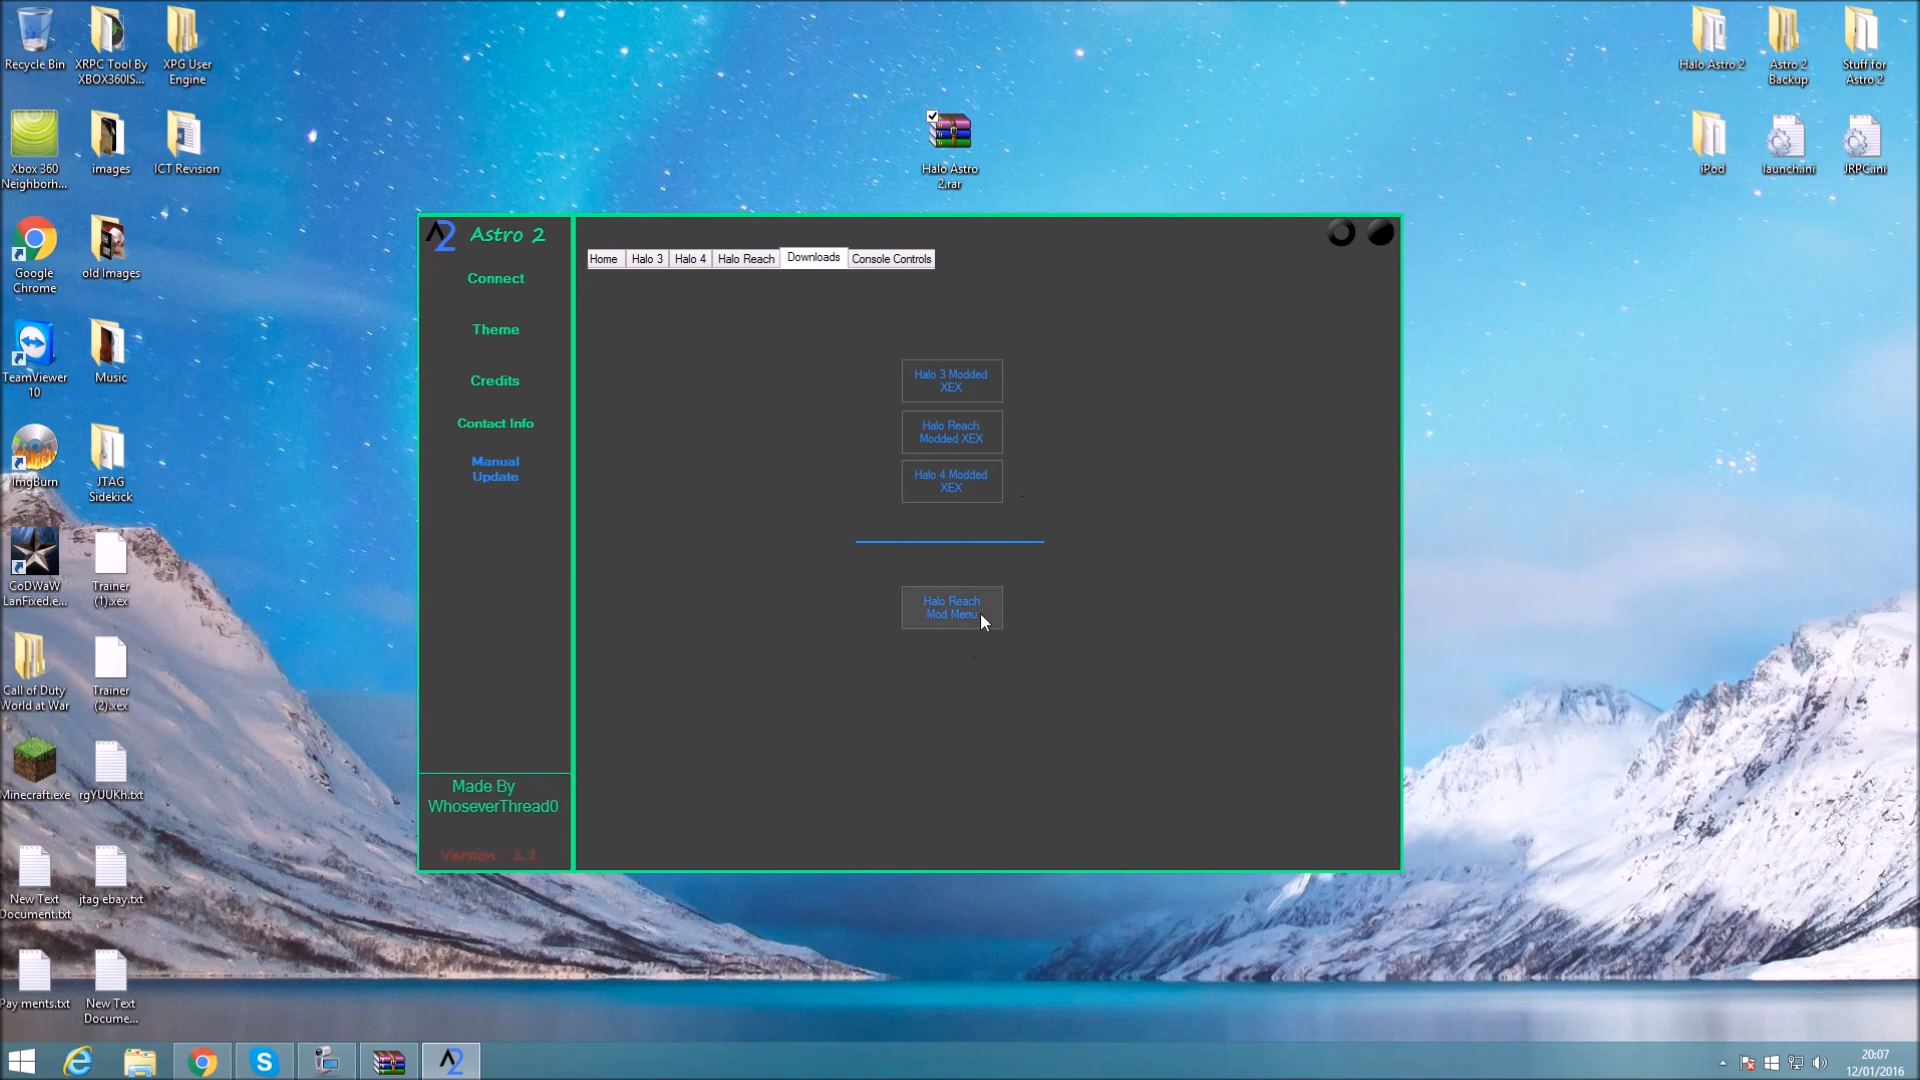 Recycle Bin
XRPC Tool By
XBOX360IS...
XPG User
Engine
Xbox 360
Neighborh...
images
ICT Revision
Google
Chrome
old Images
TeamViewer
10
Music
ImgBurn
JTAG
Sidekick
CoDWaW
LanFixed.e...
Trainer
(1).xex
Call of Duty
World at War
Trainer
(2).xex
Minecraft.exe
rgYUUKh.txt
New Text
Document.txt
jtag ebay.txt
Pay ments.txt
New Text
Docume...
Halo Astro
2.rar
Halo Astro 2
Astro 2
Backup
Stuff for
Astro 2
iPod
launch.ini
JRPC.ini
Astro 2
Connect
Theme
Credits
Contact Info
Manual
Update
Made By
WhoseverThread0
Version 1.1
Home
Halo 3
Halo 4
Halo Reach
Downloads
Console Controls
Halo 3 Modded
XEX
Halo Reach
Modded XEX
Halo 4 Modded
XEX
Halo Reach
Mod Menu
20:07
12/01/2016